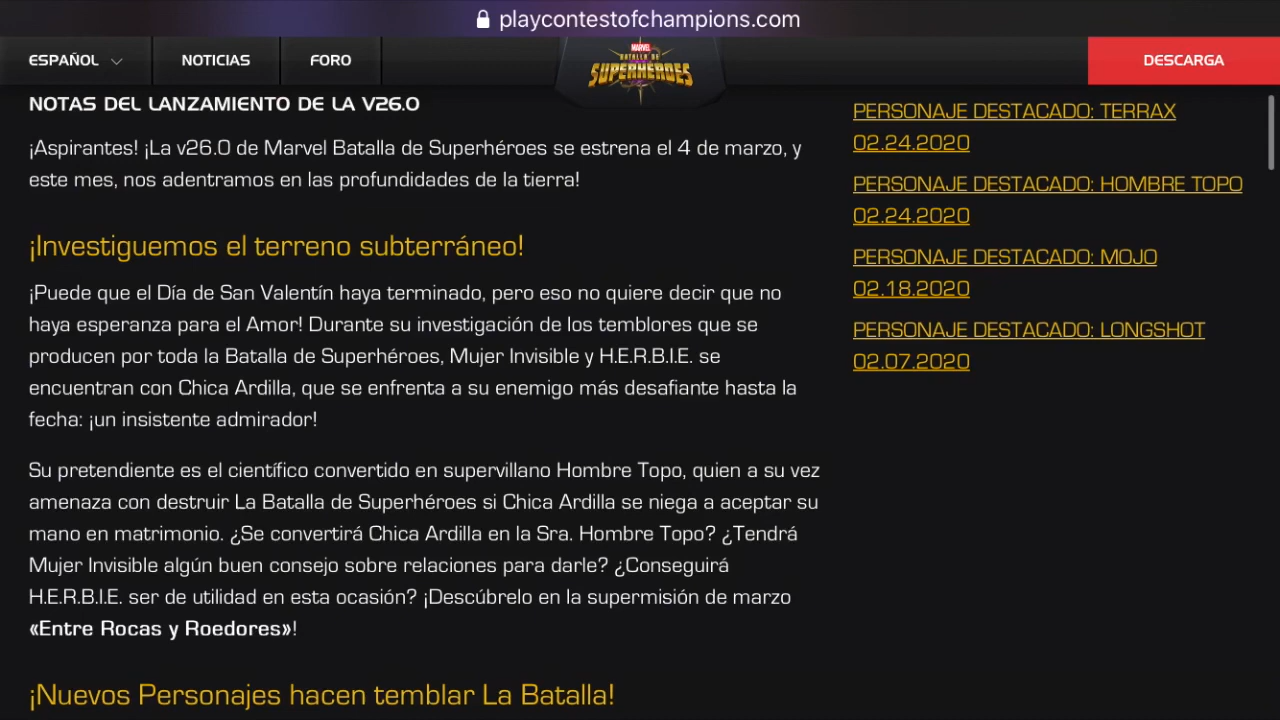 playcontestofchampions.com
ESPAÑOL
NOTICIAS
FORO
MARVEL
BATALLA DE
SUPERHÉROES
DESCARGA
NOTAS DEL LANZAMIENTO DE LA V26.0
¡Aspirantes! ¡La v26.0 de Marvel Batalla de Superhéroes se estrena el 4 de marzo, y
este mes, nos adentramos en las profundidades de la tierra!
¡Investiguemos el terreno subterráneo!
¡Puede que el Día de San Valentín haya terminado, pero eso no quiere decir que no
haya esperanza para el Amor! Durante su investigación de los temblores que se
producen por toda la Batalla de Superhéroes, Mujer Invisible y H.E.R.B.I.E. se
encuentran con Chica Ardilla, que se enfrenta a su enemigo más desafiante hasta la
fecha: ¡un insistente admirador!
Su pretendiente es el científico convertido en supervillano Hombre Topo, quien a su vez
amenaza con destruir La Batalla de Superhéroes si Chica Ardilla se niega a aceptar su
mano en matrimonio. ¿Se convertirá Chica Ardilla en la Sra. Hombre Topo? ¿Tendrá
Mujer Invisible algún buen consejo sobre relaciones para darle? ¿Conseguirá
H.E.R.B.I.E. ser de utilidad en esta ocasión? ¡Descúbrelo en la supermisión de marzo
«Entre Rocas y Roedores»!
¡Nuevos Personajes hacen temblar La Batalla!
PERSONAJE DESTACADO: TERRAX
02.24.2020
PERSONAJE DESTACADO: HOMBRE TOPO
02.24.2020
PERSONAJE DESTACADO: MOJO
02.18.2020
PERSONAJE DESTACADO: LONGSHOT
02.07.2020